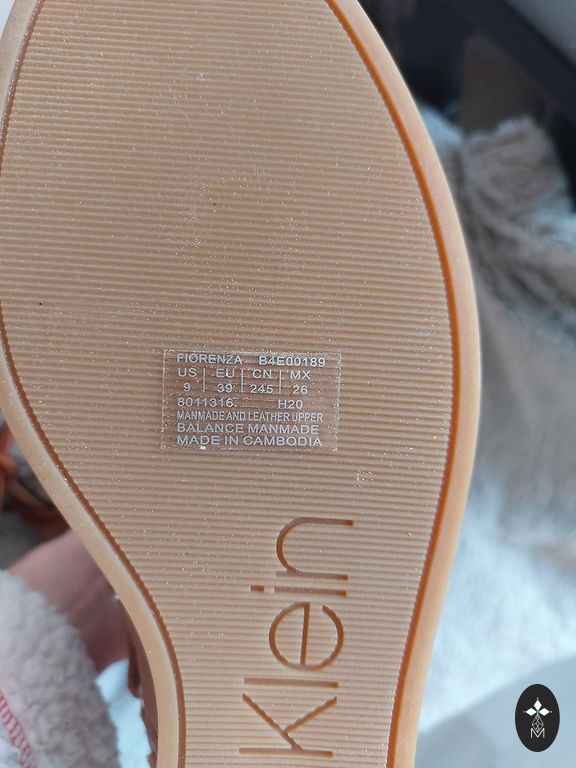 FIORENZA B4E00189
US | EU | CN | MX
9 | 39 | 245 | 26
8011316. H20
MANMADE AND LEATHER UPPER
BALANCE MANMADE
MADE IN CAMBODIA
Klein
M